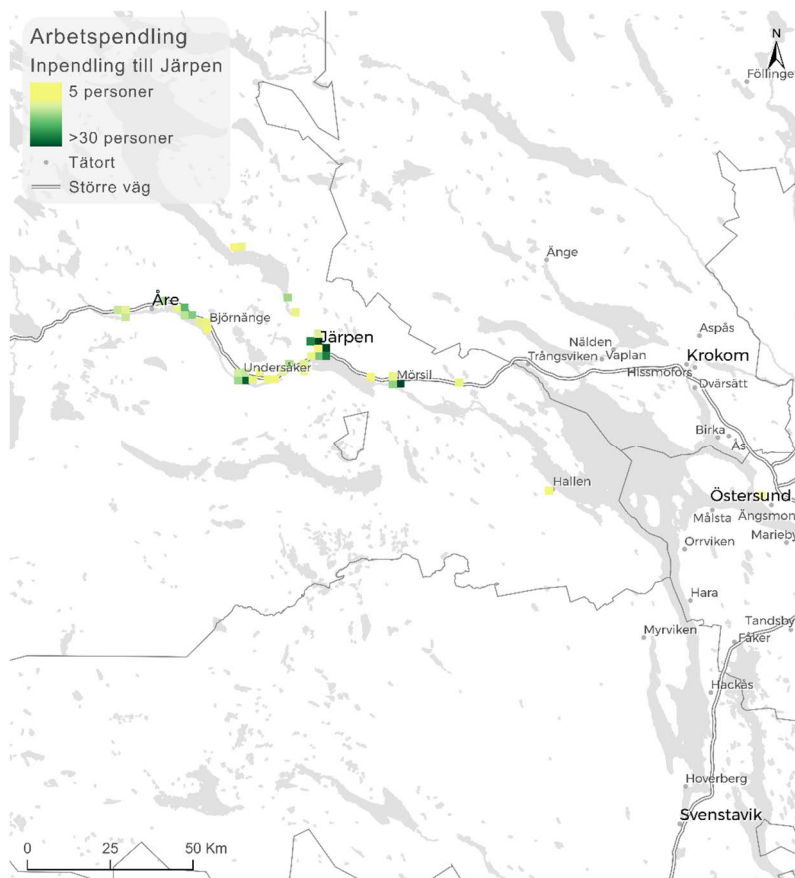 Arbetspendling
Inpendling till Järpen
5 personer
>30 personer
Tätort
Större väg
N
Föllinge
Änge
Åre
Björnänge
Aspås
Järpen
Nälden
Krokom
Trångsviken
Vaplan
Undersåker
Mörsil
Hissmofors
Dvärsätt
Birka
Ås
Hallen
Östersund
Målsta
Ängsmon
Orrviken
Marieby
Hara
Tandsby
Myrviken
Fåker
Hackås
Hoverberg
Svenstavik
0 25 50 Km